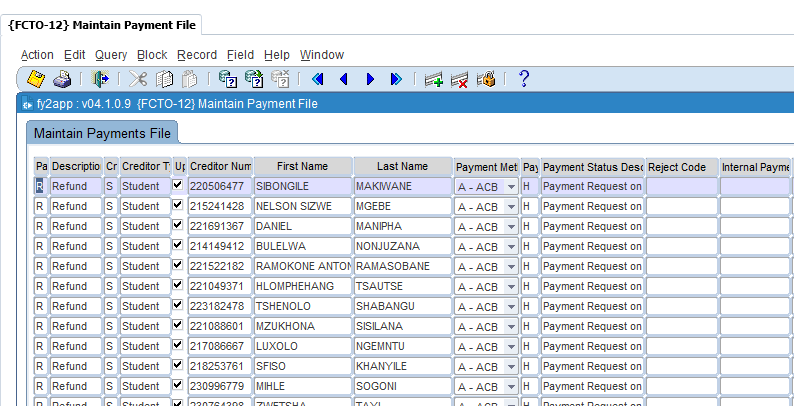 {FCTO-12} Maintain Payment File
Action Edit Query Block Record Field Help Window
fy2app : v04.1.0.9 {FCTO-12} Maintain Payment File
Maintain Payments File
Pa Description Cr Creditor T Up Creditor Num First Name Last Name Payment Met Pay Payment Status Desc Reject Code Internal Payme
R Refund S Student 220506477 SIBONGILE MAKIWANE A - ACB H Payment Request on
R Refund S Student 215241428 NELSON SIZWE MGEBE A - ACB H Payment Request on
R Refund S Student 221691367 DANIEL MANIPHA A - ACB H Payment Request on
R Refund S Student 214149412 BULELWA NONJUZANA A - ACB H Payment Request on
R Refund S Student 221522182 RAMOKONE ANTON RAMASOBANE A - ACB H Payment Request on
R Refund S Student 221049371 HLOMPHEHANG TSAUTSE A - ACB H Payment Request on
R Refund S Student 223182478 TSHENOLO SHABANGU A - ACB H Payment Request on
R Refund S Student 221088601 MZUKHONA SISILANA A - ACB H Payment Request on
R Refund S Student 217086667 LUXOLO NGEMNTU A - ACB H Payment Request on
R Refund S Student 218253761 SFISO KHANYILE A - ACB H Payment Request on
R Refund S Student 230996779 MIHLE SOGONI A - ACB H Payment Request on
R Refund S Student A - ACB H Payment Request on